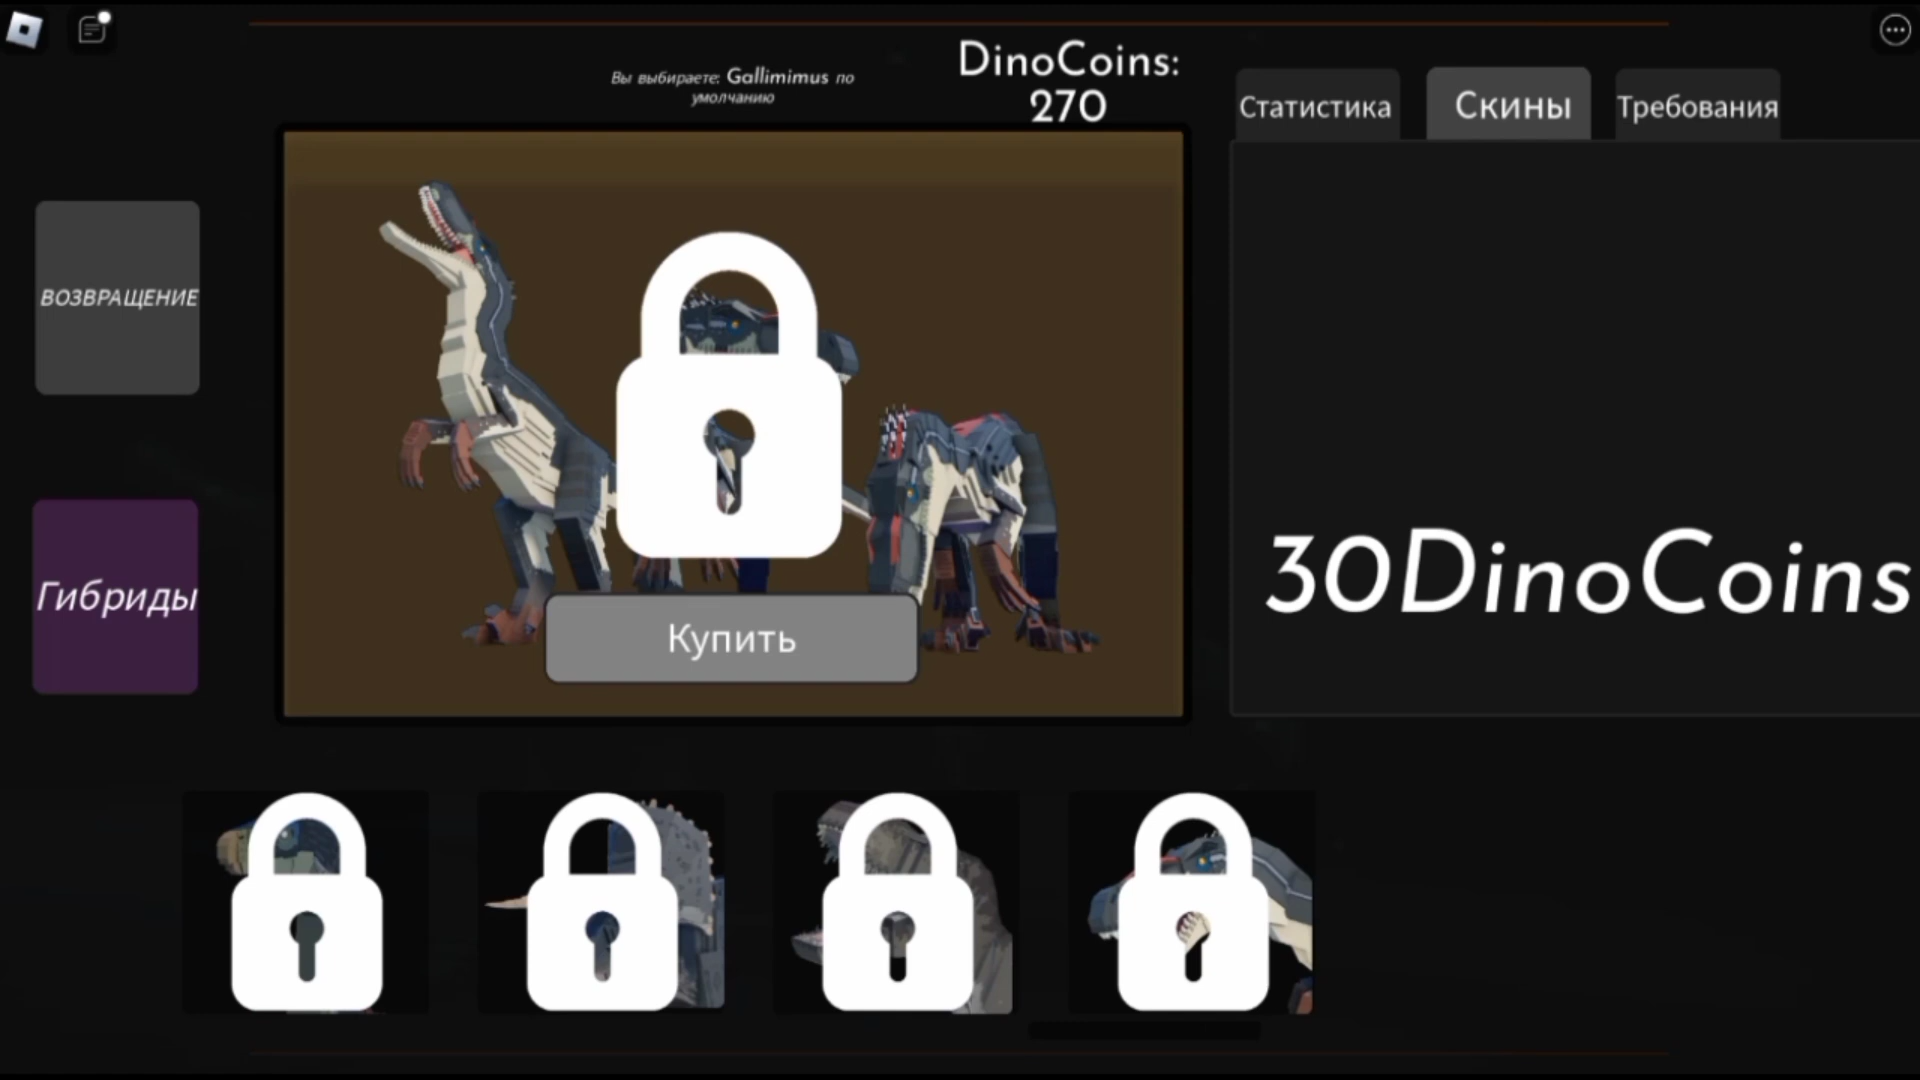 Вы выбираете: Gallimimus по
умолчанию
DinoCoins:
270
Статистика
Скины
Требования
ВОЗВРАЩЕНИЕ
Гибриды
Купить
30DinoCoins